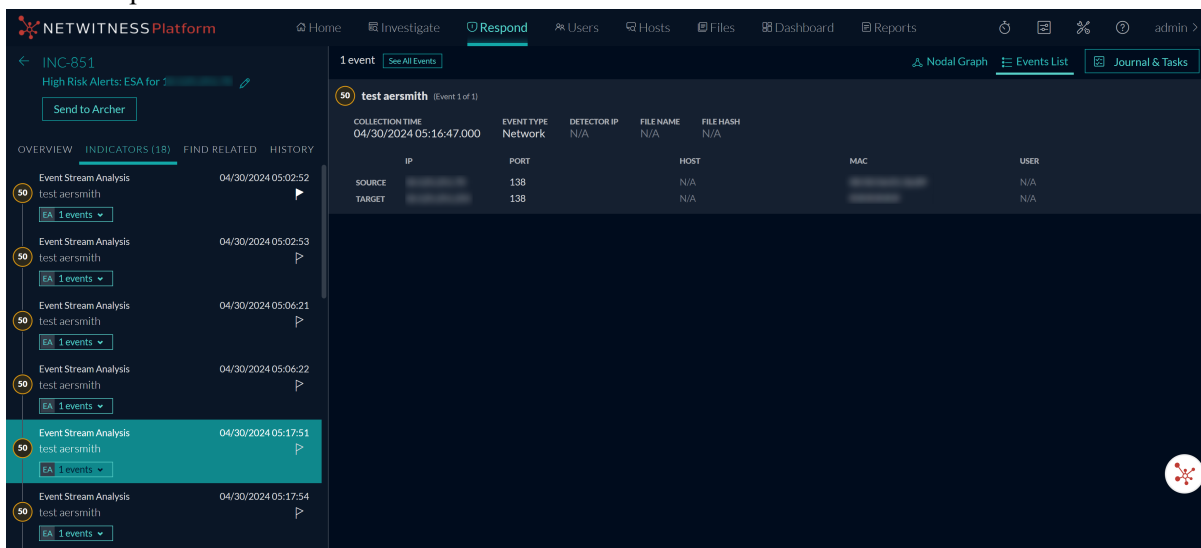 NETWITNESS Platform
Home Investigate Respond Users Hosts Files Dashboard Reports admin >
INC-851
High Risk Alerts: ESA for
Send to Archer
OVERVIEW INDICATORS (18) FIND RELATED HISTORY
Event Stream Analysis 04/30/2024 05:02:52
50 test aersmith
EA 1 events
Event Stream Analysis 04/30/2024 05:02:53
50 test aersmith
EA 1 events
Event Stream Analysis 04/30/2024 05:06:21
50 test aersmith
EA 1 events
Event Stream Analysis 04/30/2024 05:06:22
50 test aersmith
EA 1 events
Event Stream Analysis 04/30/2024 05:17:51
50 test aersmith
EA 1 events
Event Stream Analysis 04/30/2024 05:17:54
50 test aersmith
EA 1 events
1 event See All Events Nodal Graph Events List Journal & Tasks
50 test aersmith (Event 1 of 1)
COLLECTION TIME EVENT TYPE DETECTOR IP FILE NAME FILE HASH
04/30/2024 05:16:47.000 Network N/A N/A N/A
IP PORT HOST MAC USER
SOURCE 138 N/A N/A
TARGET 138 N/A N/A